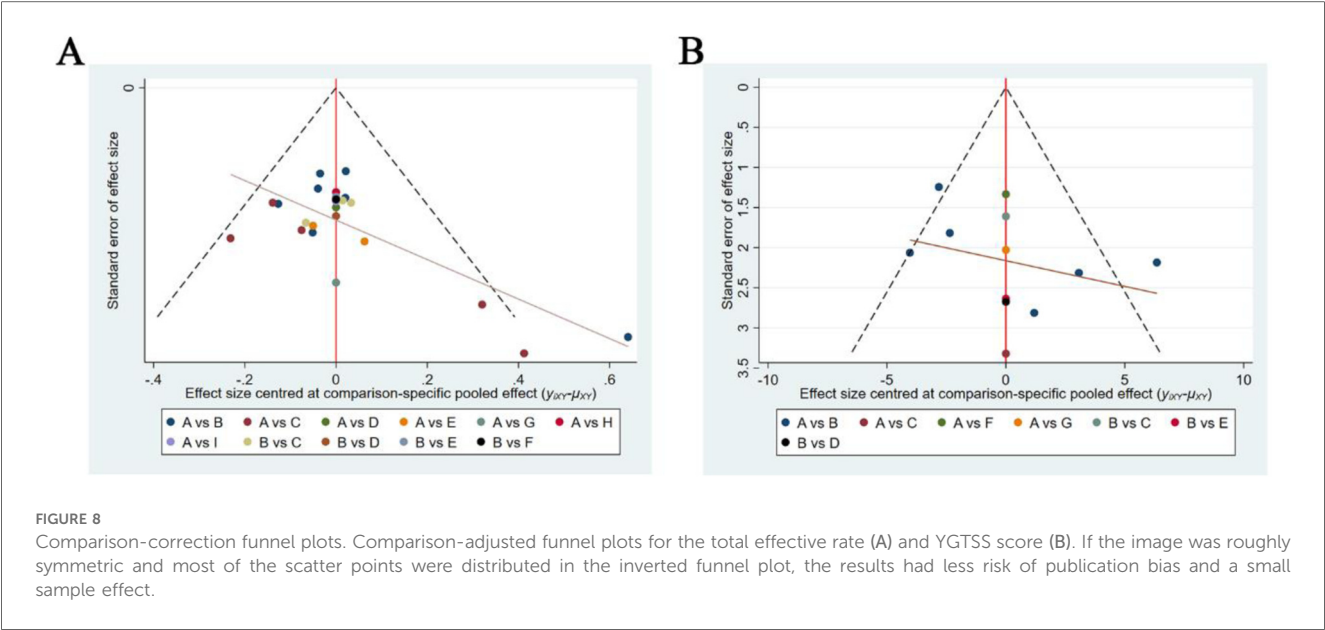 A
0
Standard error of effect size
-.4 -.2 0 .2 .4 .6
Effect size centred at comparison-specific pooled effect (yiXY-μXY)
A vs B A vs C A vs D A vs E A vs G A vs H
A vs I B vs C B vs D B vs E B vs F
B
0
.5
1
1.5
2
2.5
3
3.5
Standard error of effect size
-10 -5 0 5 10
Effect size centred at comparison-specific pooled effect (yiXY-μXY)
A vs B A vs C A vs F A vs G B vs C B vs E
B vs D
FIGURE 8
Comparison-correction funnel plots. Comparison-adjusted funnel plots for the total effective rate (A) and YGTSS score (B). If the image was roughly
symmetric and most of the scatter points were distributed in the inverted funnel plot, the results had less risk of publication bias and a small
sample effect.